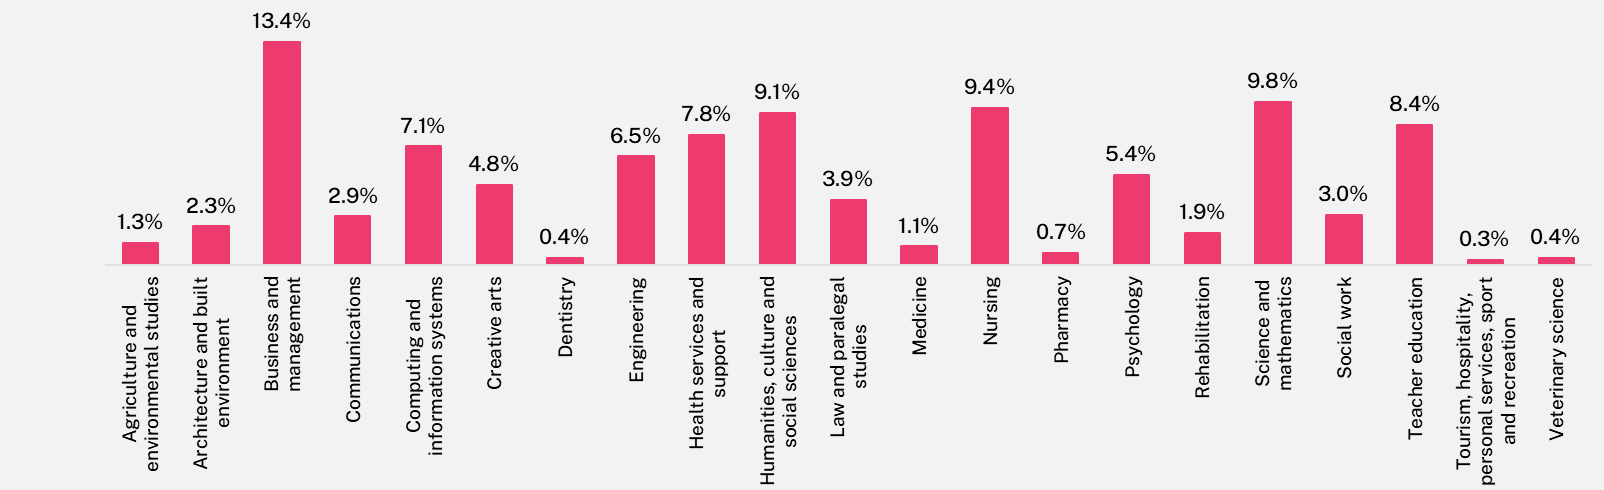 1.3%
2.3%
13.4%
2.9%
7.1%
4.8%
0.4%
6.5%
7.8%
9.1%
3.9%
1.1%
9.4%
0.7%
5.4%
1.9%
9.8%
3.0%
8.4%
0.3%
0.4%
Agriculture and
environmental studies
Architecture and built
environment
Business and
management
Communications
Computing and
information systems
Creative arts
Dentistry
Engineering
Health services and
support
Humanities, culture and
social sciences
Law and paralegal
studies
Medicine
Nursing
Pharmacy
Psychology
Rehabilitation
Science and
mathematics
Social work
Teacher education
Tourism, hospitality,
personal services, sport
and recreation
Veterinary science